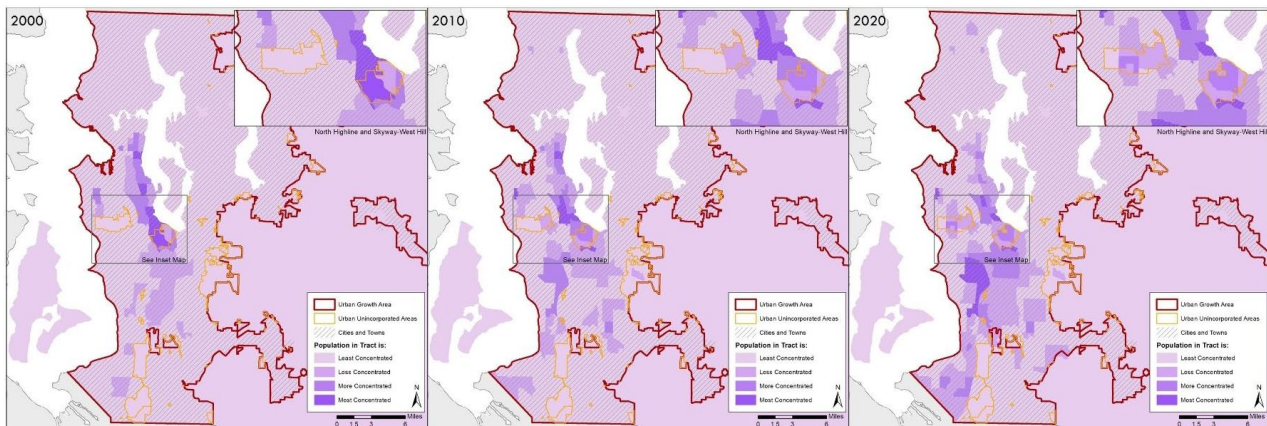 2000
North Highline and Skyway-West Hill
See Inset Map
Urban Growth Area
Urban Unincorporated Areas
Cities and Towns
Population in Tract is:
Least Concentrated
Less Concentrated
More Concentrated
Most Concentrated
N
Miles
0 1.5 3 6
2010
North Highline and Skyway-West Hill
See Inset Map
Urban Growth Area
Urban Unincorporated Areas
Cities and Towns
Population in Tract is:
Least Concentrated
Less Concentrated
More Concentrated
Most Concentrated
N
Miles
0 1.5 3 6
2020
North Highline and Skyway-West Hill
See Inset Map
Urban Growth Area
Urban Unincorporated Areas
Cities and Towns
Population in Tract is:
Least Concentrated
Less Concentrated
More Concentrated
Most Concentrated
N
Miles
0 1.5 3 6